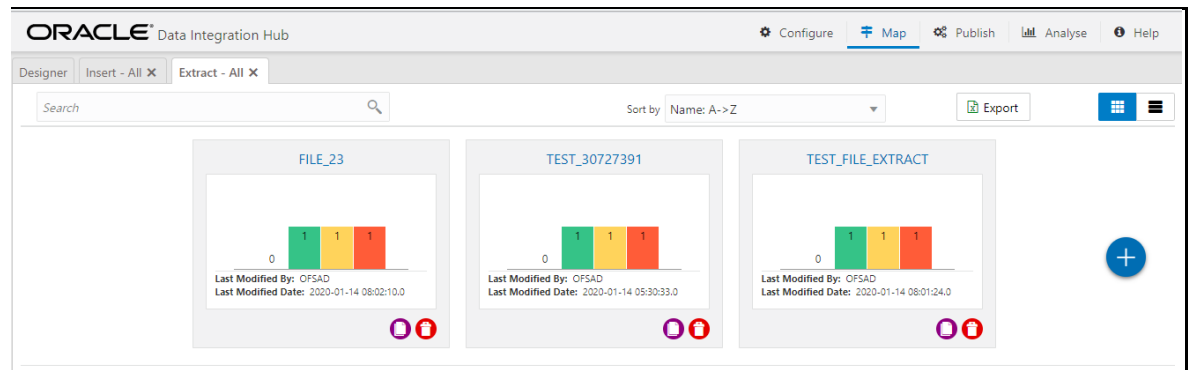 ORACLE® Data Integration Hub
Configure Map Publish Analyse Help
Designer Insert - All X Extract - All X
Search Sort by Name: A->Z Export
FILE_23 TEST_30727391 TEST_FILE_EXTRACT
0 1 1 1 0 1 1 1 0 1 1 1
Last Modified By: OFSAD Last Modified By: OFSAD Last Modified By: OFSAD
Last Modified Date: 2020-01-14 08:02:10.0 Last Modified Date: 2020-01-14 05:30:33.0 Last Modified Date: 2020-01-14 08:01:24.0